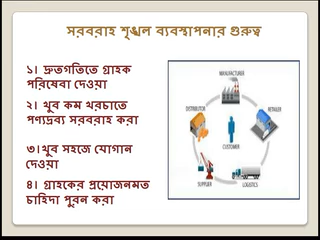 সরবরাহ শৃঙ্খল ব্যবস্থাপনার গুরুত্ব
১। দ্রুতগতিতে গ্রাহক
পরিষেবা দেওয়া
২। খুব কম খরচাতে
পণ্যদ্রব্য সরবরাহ করা
৩।খুব সহজে যোগান
দেওয়া
৪। গ্রাহকের প্রয়োজনমত
চাহিদা পুরন করা
MANUFACTURER
DISTRIBUTOR
RETAILER
CUSTOMER
SUPPLIER
LOGISTICS